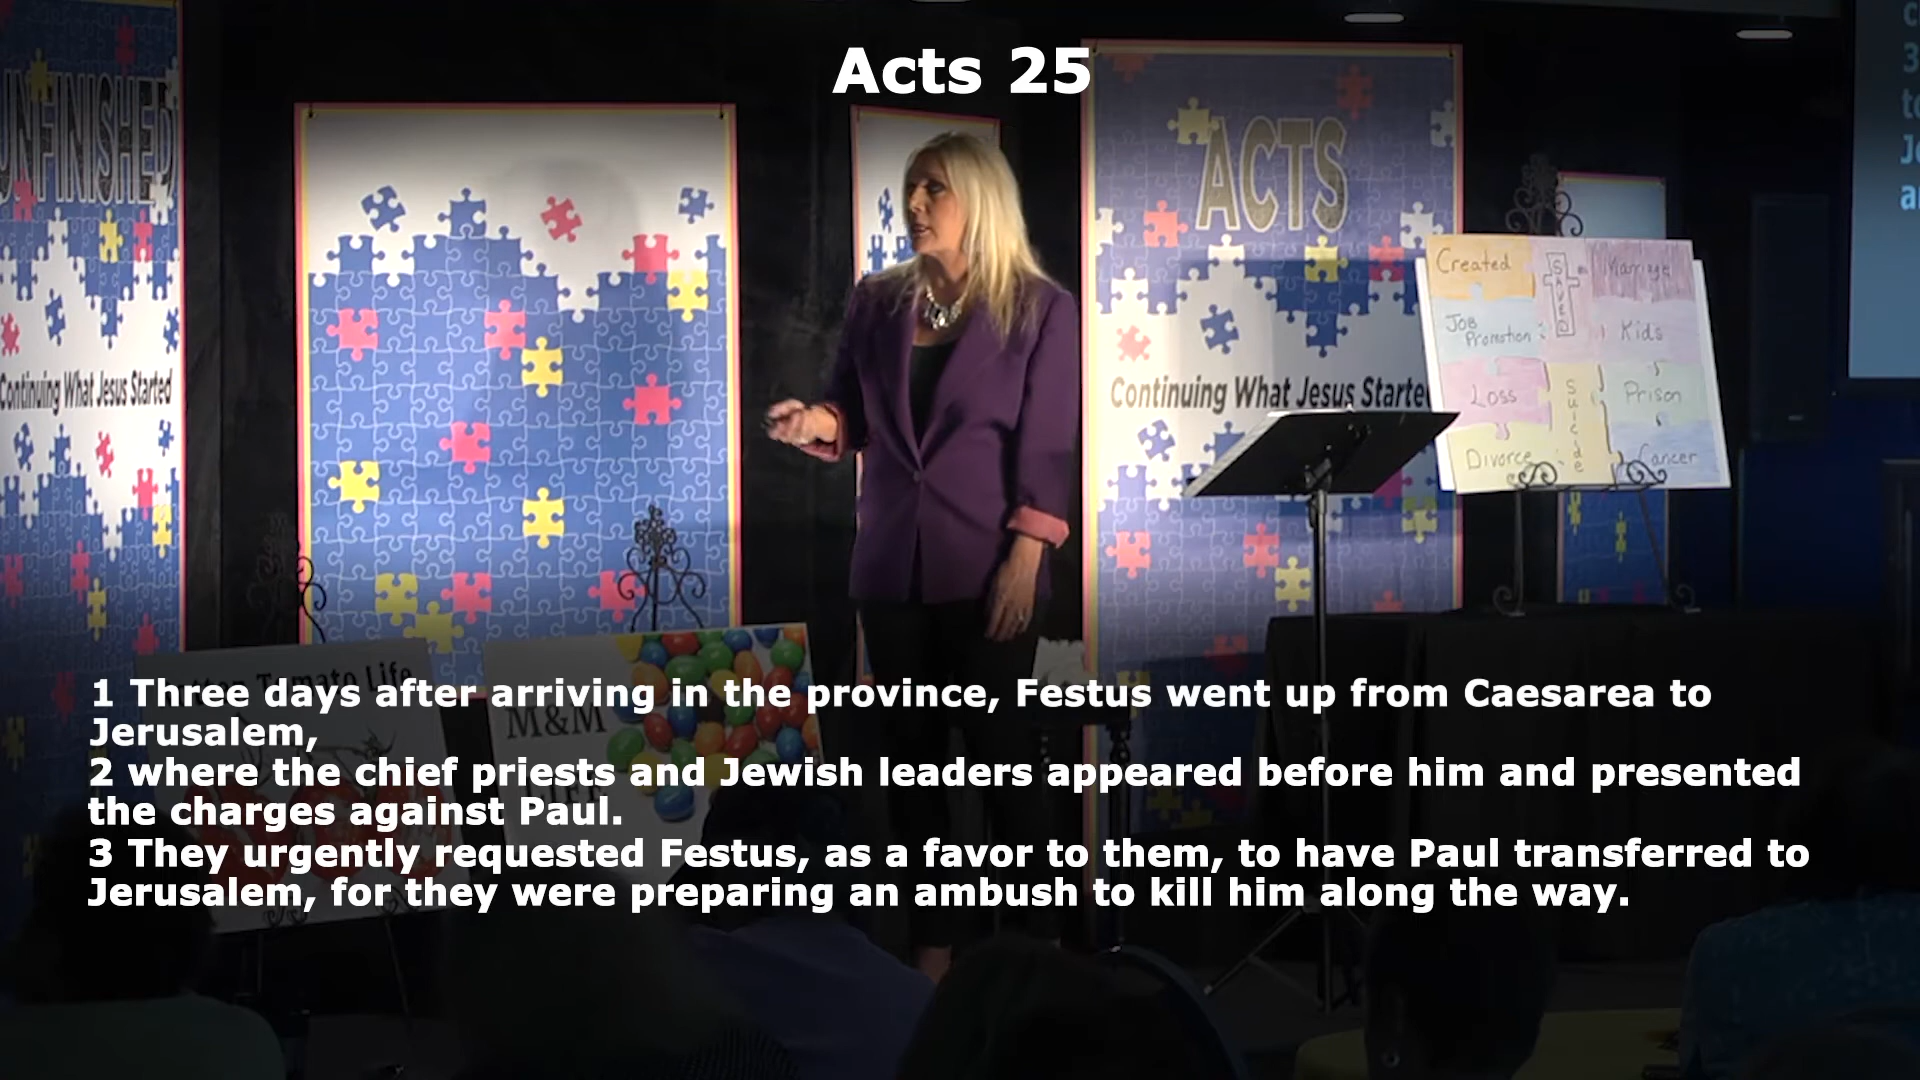 Acts 25
UNFINISHED
Continuing What Jesus Started
ACTS
Continuing What Jesus Started
Created
SAVED
Marriage
Job
Promotion
Kids
Loss
Suicide
Prison
Divorce
Cancer
Tomato Life
M&M
1 Three days after arriving in the province, Festus went up from Caesarea to
Jerusalem,
2 where the chief priests and Jewish leaders appeared before him and presented
the charges against Paul.
3 They urgently requested Festus, as a favor to them, to have Paul transferred to
Jerusalem, for they were preparing an ambush to kill him along the way.